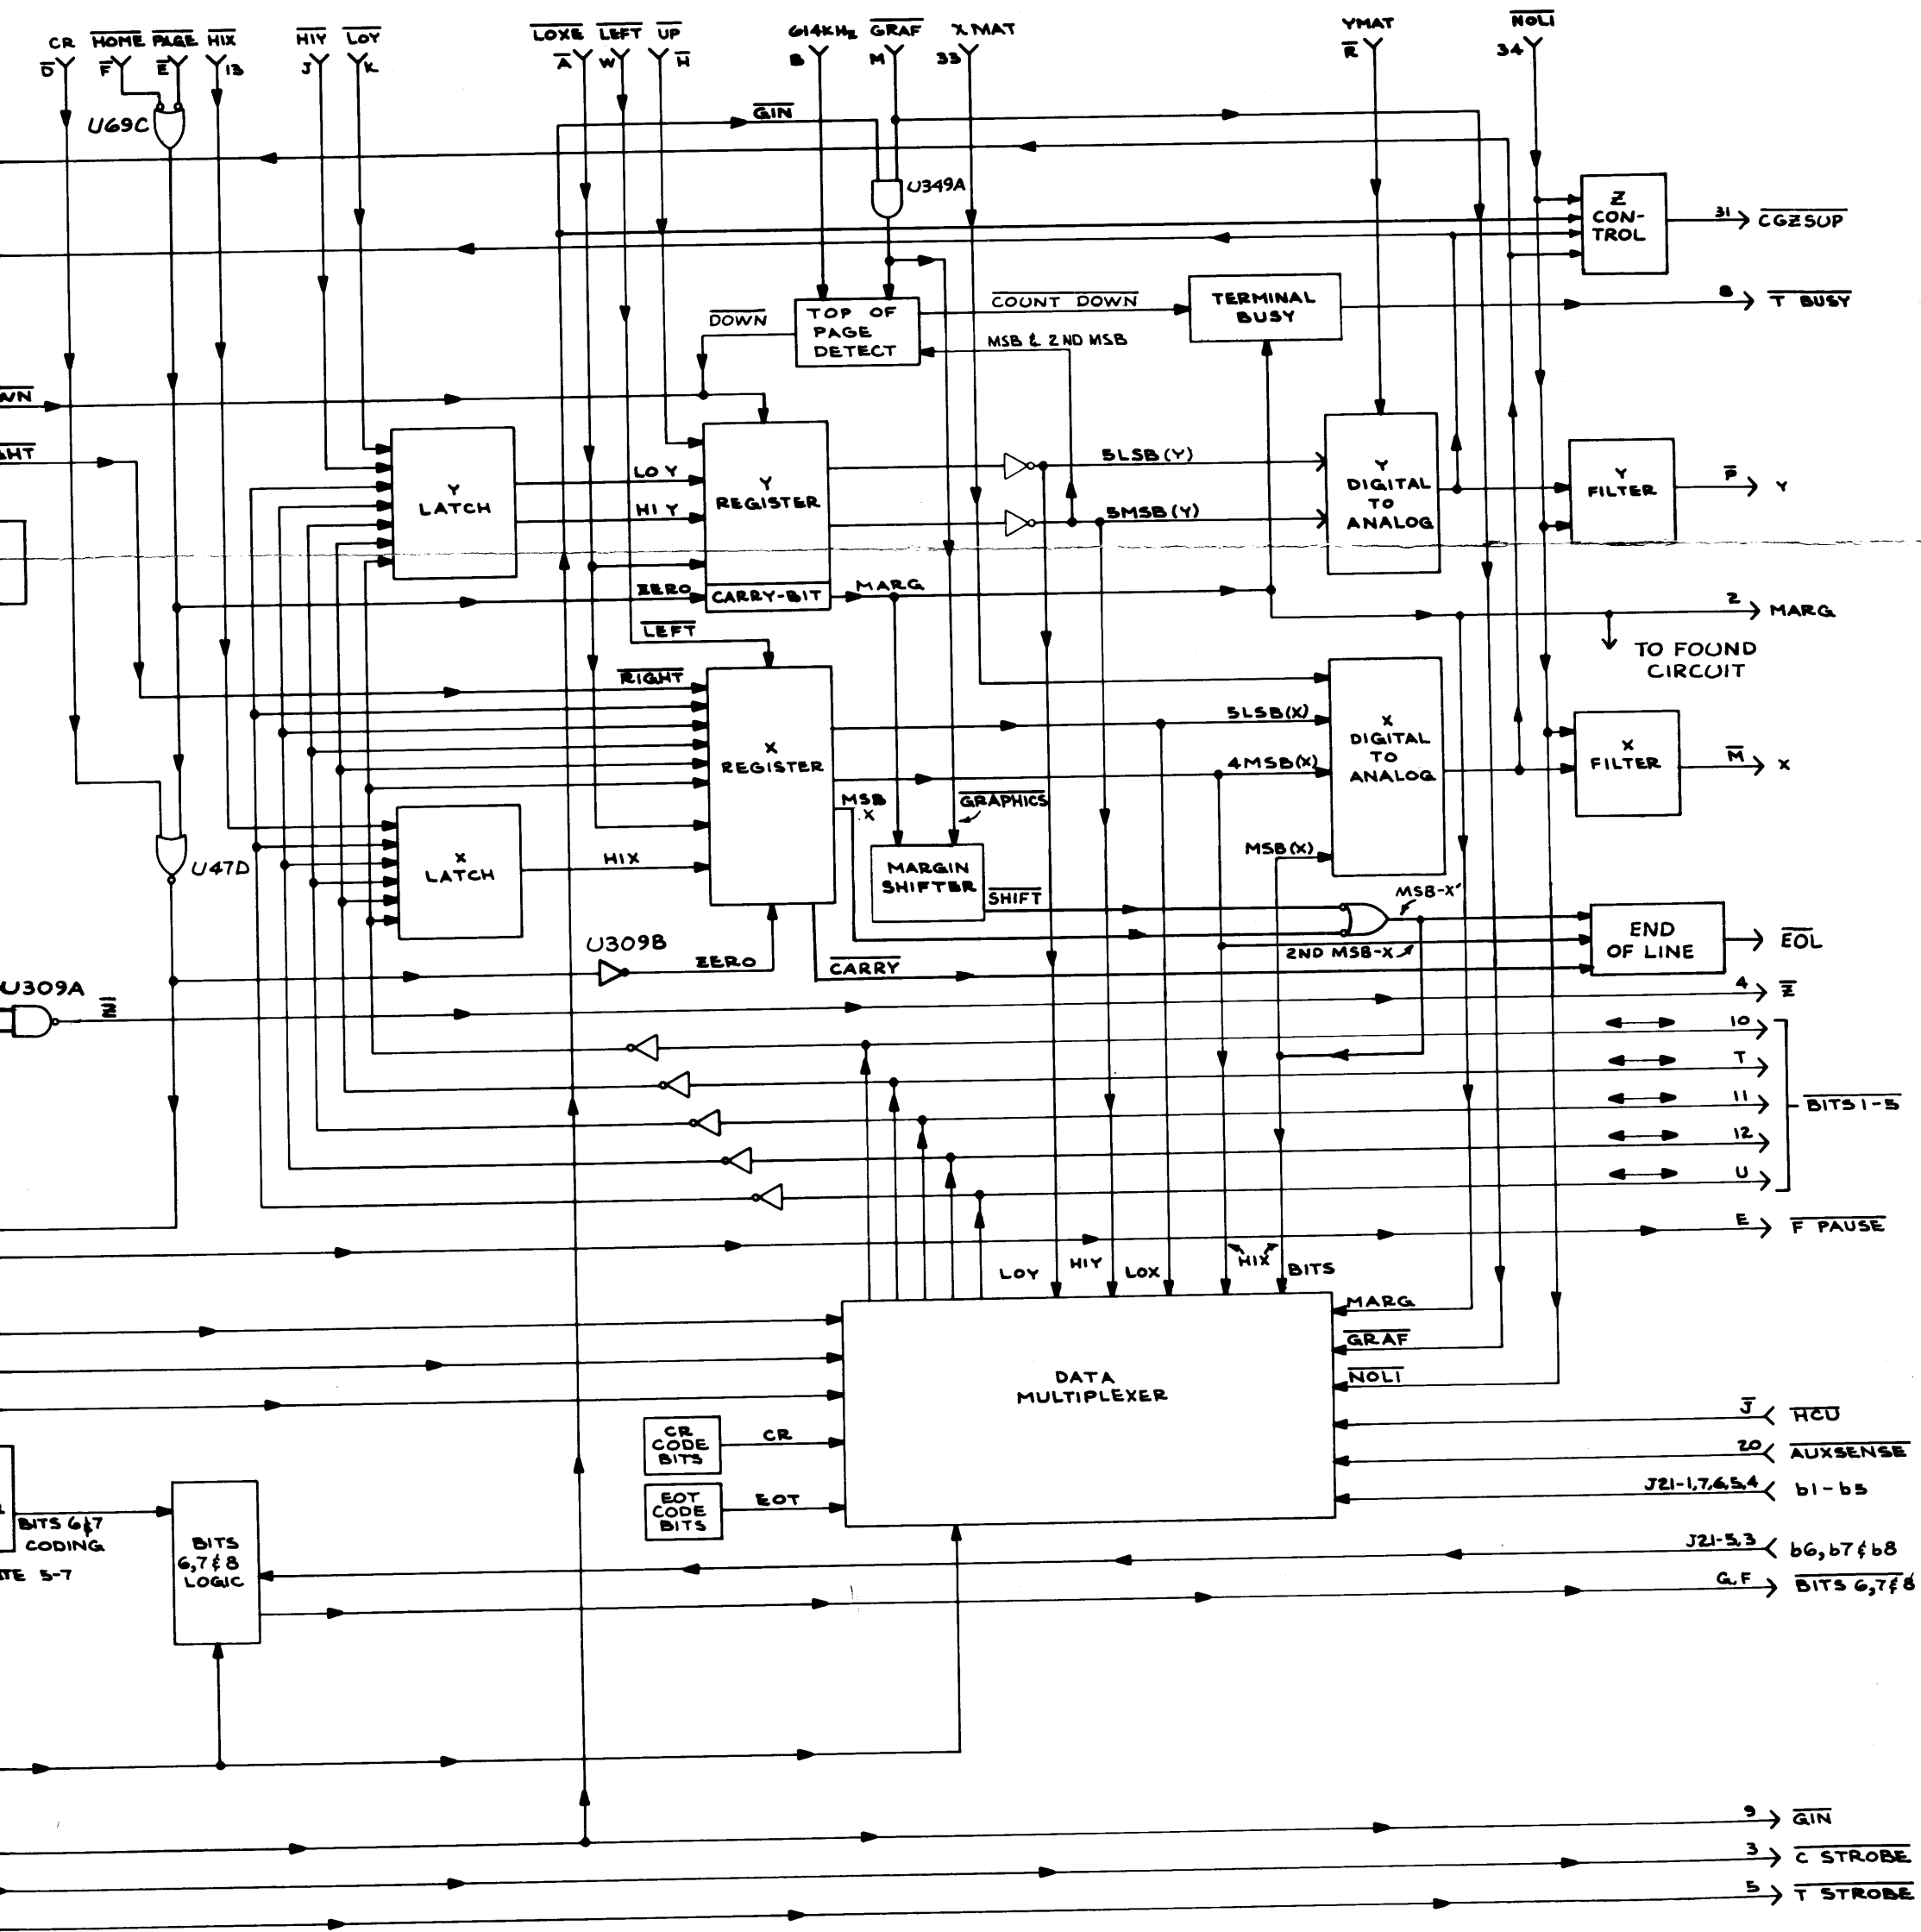 CR
HOME
PAGE
HIX
HIY
LOY
LOXE
LEFT
UP
614KHz
GRAF
XMAT
YMAT
NOLI
D
F
E
13
J
K
A
W
H
B
M
33
R
34
U69C
GIN
U349A
Z
CON-
TROL
31
CGZSUP
DOWN
TOP OF
PAGE
DETECT
COUNT DOWN
MSB & 2ND MSB
TERMINAL
BUSY
8
T BUSY
WN
GHT
Y
LATCH
LO Y
HI Y
Y
REGISTER
5LSB (Y)
5MSB (Y)
Y
DIGITAL
TO
ANALOG
Y
FILTER
P
Y
ZERO
CARRY-BIT
MARG
2
MARG
TO FOUND
CIRCUIT
LEFT
RIGHT
X
REGISTER
5LSB(X)
4MSB(X)
MSB
X
GRAPHICS
X
DIGITAL
TO
ANALOG
MSB(X)
X
FILTER
M
X
U47D
X
LATCH
HIX
MARGIN
SHIFTER
SHIFT
MSB-X'
2ND MSB-X
END
OF LINE
EOL
U309B
ZERO
CARRY
U309A
Z
4
Z
10
T
11
12
U
BITS 1-5
E
F PAUSE
LOY
HIY
LOX
HIX
BITS
DATA
MULTIPLEXER
MARG
GRAF
NOLI
J
HCU
20
AUXSENSE
J21-1,7,6,5,4
b1-b5
CR
CODE
BITS
CR
EOT
CODE
BITS
EOT
BITS 6&7
CODING
TE 5-7
BITS
6,7&8
LOGIC
J21-5,3
b6,b7&b8
G,F
BITS 6,7&8
9
GIN
3
C STROBE
5
T STROBE